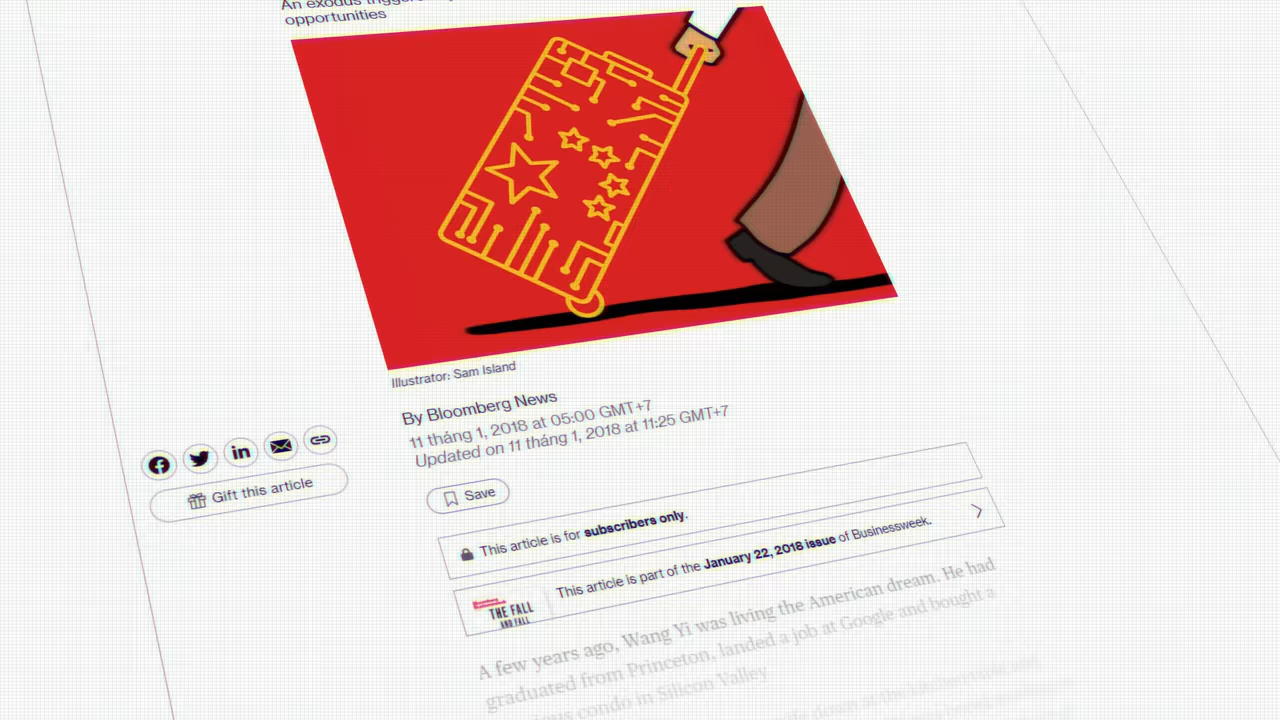 An exodus
opportunities
Illustrator: Sam Island
By Bloomberg News
11 tháng 1, 2018 at 05:00 GMT+7
Updated on 11 tháng 1, 2018 at 11:25 GMT+7
Gift this article
Save
This article is for subscribers only.
This article is part of the January 22, 2018 issue of Businessweek.
THE FALL
AND FALL
A few years ago, Wang Yi was living the American dream. He had
graduated from Princeton, landed a job at Google and bought a
condo in Silicon Valley